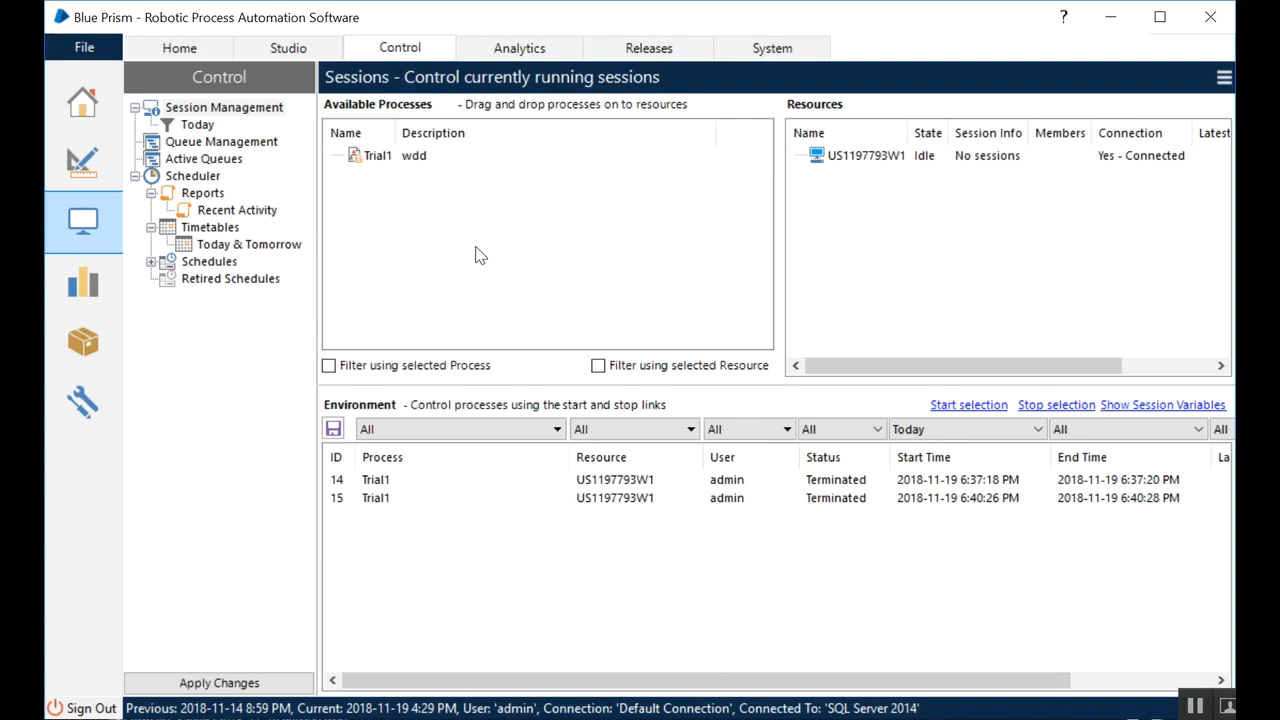 Blue Prism - Robotic Process Automation Software
?
File
Home
Studio
Control
Analytics
Releases
System
Control
Session Management
Today
Queue Management
Active Queues
Scheduler
Reports
Recent Activity
Timetables
Today & Tomorrow
Schedules
Retired Schedules
Apply Changes
Sessions - Control currently running sessions
Available Processes - Drag and drop processes on to resources
Name Description
Trial1 wdd
Filter using selected Process
Filter using selected Resource
Resources
Name State Session Info Members Connection Latest
US1197793W1 Idle No sessions Yes - Connected
Environment - Control processes using the start and stop links
Start selection Stop selection Show Session Variables
All All All All Today All All
ID Process Resource User Status Start Time End Time La
14 Trial1 US1197793W1 admin Terminated 2018-11-19 6:37:18 PM 2018-11-19 6:37:20 PM
15 Trial1 US1197793W1 admin Terminated 2018-11-19 6:40:26 PM 2018-11-19 6:40:28 PM
Sign Out
Previous: 2018-11-14 8:59 PM, Current: 2018-11-19 4:29 PM, User: 'admin', Connection: 'Default Connection', Connected To: 'SQL Server 2014'